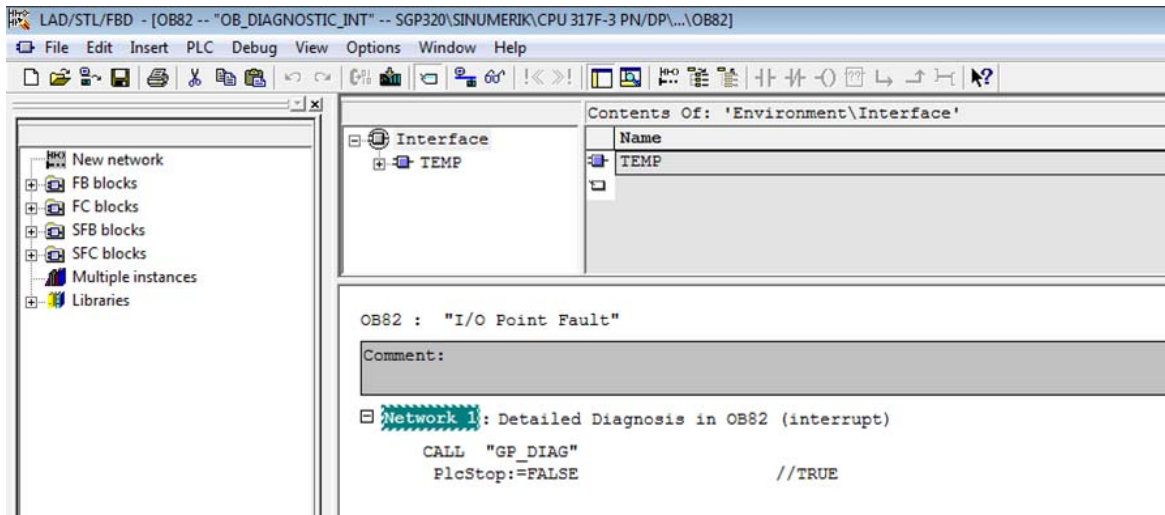 LAD/STL/FBD - [OB82 -- "OB_DIAGNOSTIC_INT" -- SGP320\SINUMERIK\CPU 317F-3 PN/DP\...\OB82]
File Edit Insert PLC Debug View Options Window Help
Contents Of: 'Environment\Interface'
Interface
TEMP
Name
TEMP
New network
FB blocks
FC blocks
SFB blocks
SFC blocks
Multiple instances
Libraries
OB82 : "I/O Point Fault"
Comment:
Network 1: Detailed Diagnosis in OB82 (interrupt)
CALL "GP_DIAG"
PlcStop:=FALSE //TRUE